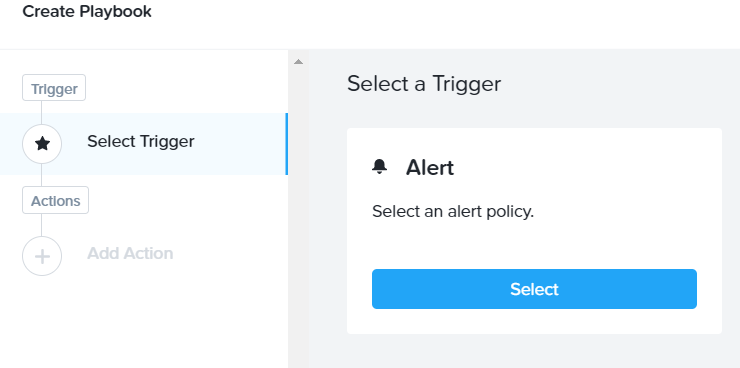 Create Playbook
Trigger
Select Trigger
Actions
Add Action
Select a Trigger
Alert
Select an alert policy.
Select